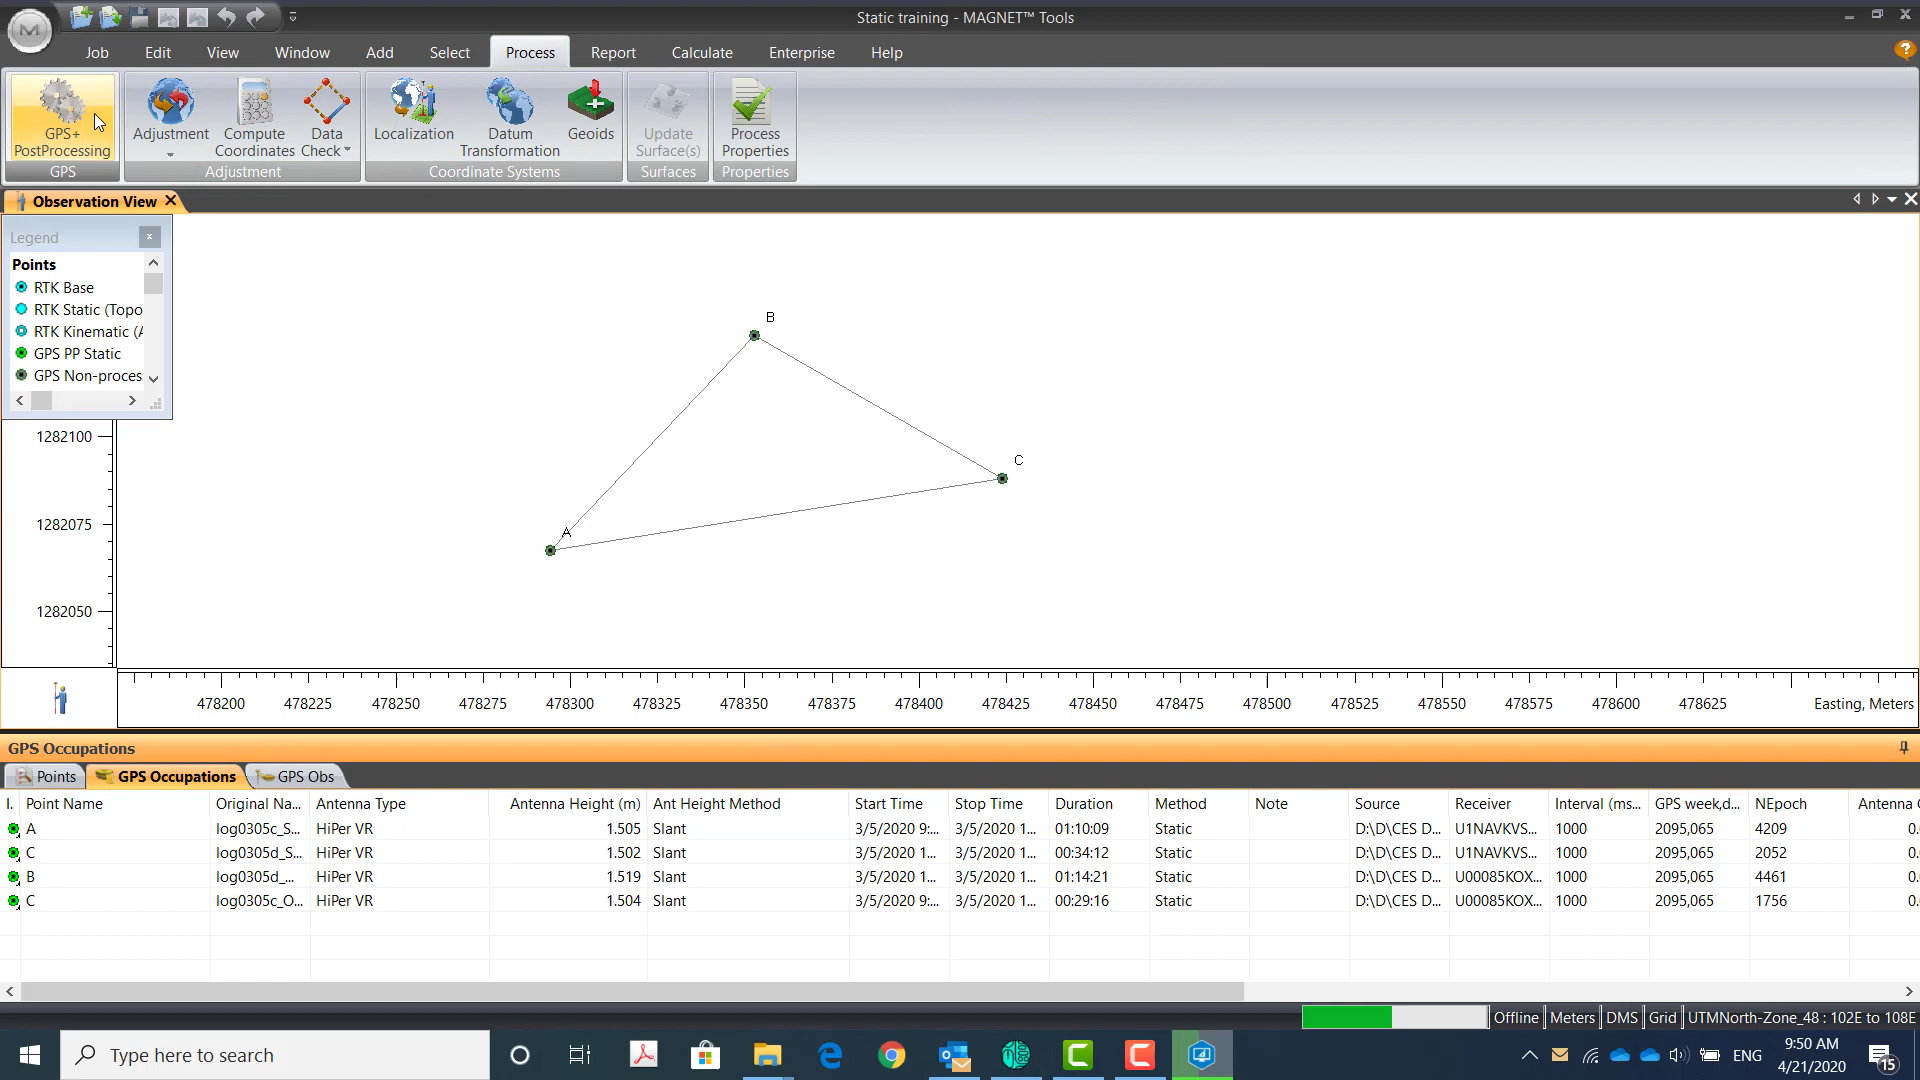 Static training - MAGNET™ Tools
Job Edit View Window Add Select Process Report Calculate Enterprise Help
GPS+ PostProcessing
Adjustment
Compute Coordinates
Data Check
Localization
Datum Transformation
Geoids
Update Surface(s)
Process Properties
GPS Adjustment Coordinate Systems Surfaces Properties
Observation View
Legend
Points
RTK Base
RTK Static (Topo
RTK Kinematic (A
GPS PP Static
GPS Non-proces
B
C
A
1282100
1282075
1282050
478200 478225 478250 478275 478300 478325 478350 478375 478400 478425 478450 478475 478500 478525 478550 478575 478600 478625 Easting, Meters
GPS Occupations
Points GPS Occupations GPS Obs
I. Point Name Original Na... Antenna Type Antenna Height (m) Ant Height Method Start Time Stop Time Duration Method Note Source Receiver Interval (ms... GPS week,d... NEpoch Antenna
A log0305c_S... HiPer VR 1.505 Slant 3/5/2020 9:... 3/5/2020 1... 01:10:09 Static D:\D\CES D... U1NAVKVS... 1000 2095,065 4209 0.
C log0305d_S... HiPer VR 1.502 Slant 3/5/2020 1... 3/5/2020 1... 00:34:12 Static D:\D\CES D... U1NAVKVS... 1000 2095,065 2052 0.
B log0305d_... HiPer VR 1.519 Slant 3/5/2020 1... 3/5/2020 1... 01:14:21 Static D:\D\CES D... U00085KOX... 1000 2095,065 4461 0.
C log0305c_O... HiPer VR 1.504 Slant 3/5/2020 9:... 3/5/2020 1... 00:29:16 Static D:\D\CES D... U00085KOX... 1000 2095,065 1756 0.
Offline Meters DMS Grid UTMNorth-Zone_48 : 102E to 108E
Type here to search
ENG
9:50 AM
4/21/2020
15